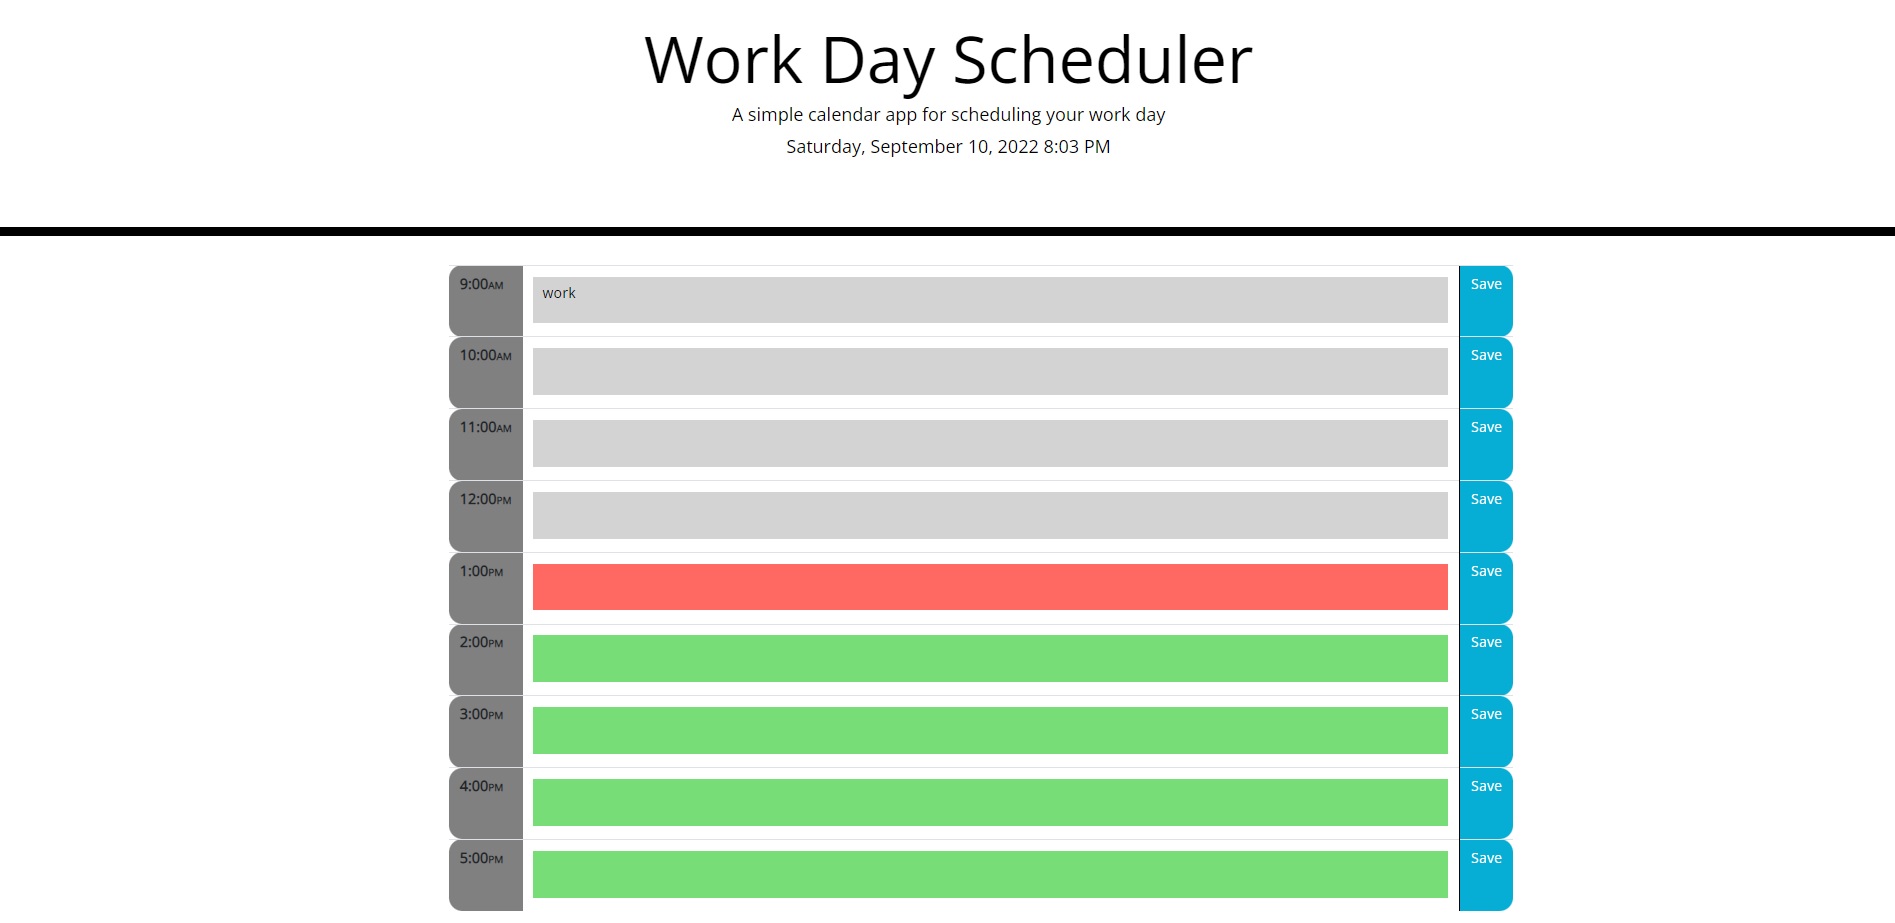 Work Day Scheduler
A simple calendar app for scheduling your work day
Saturday, September 10, 2022 8:03 PM
9:00AM work Save
10:00AM Save
11:00AM Save
12:00PM Save
1:00PM Save
2:00PM Save
3:00PM Save
4:00PM Save
5:00PM Save